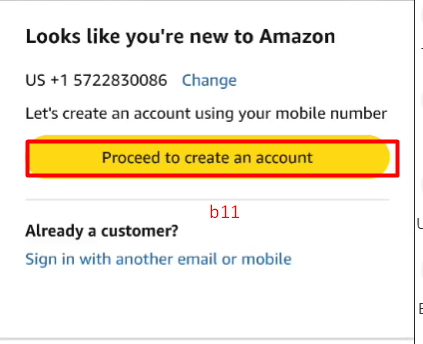 Looks like you're new to Amazon
US +1 5722830086 Change
Let's create an account using your mobile number
Proceed to create an account
b11
Already a customer?
Sign in with another email or mobile